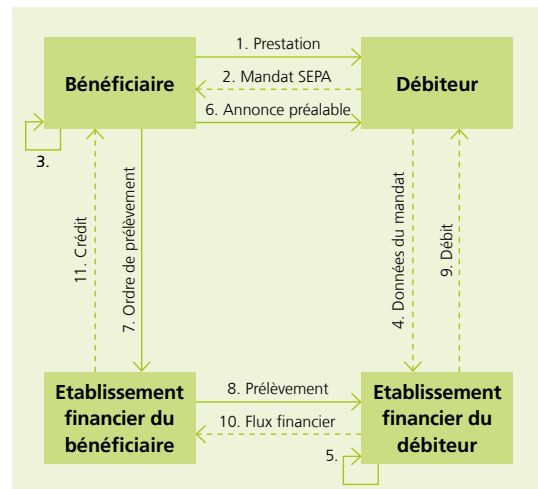 1. Prestation
Bénéficiaire
2. Mandat SEPA
Débiteur
6. Annonce préalable
3.
11. Crédit
7. Ordre de prélèvement
4. Données du mandat
9. Débit
Etablissement
financier du
bénéficiaire
8. Prélèvement
10. Flux financier
5.
Etablissement
financier du
débiteur